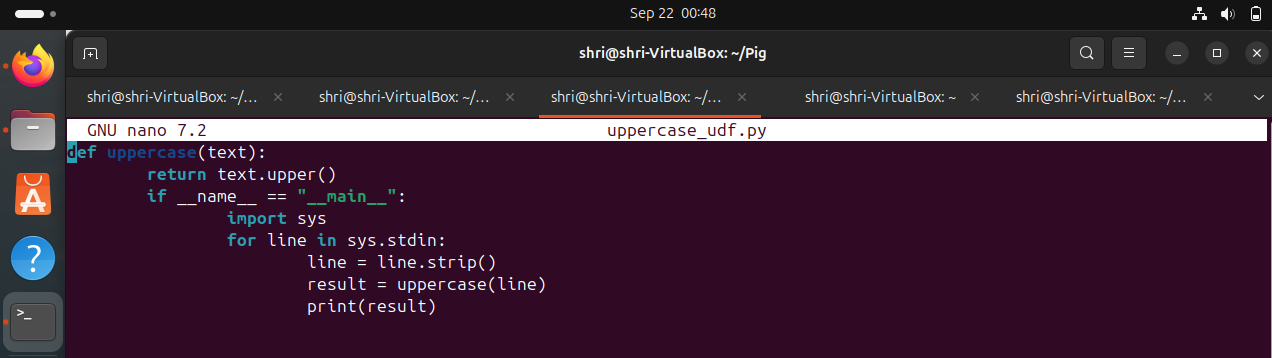 Sep 22 00:48
shri@shri-VirtualBox: ~/Pig
shri@shri-VirtualBox: ~/... × shri@shri-VirtualBox: ~/... × shri@shri-VirtualBox: ~/... × shri@shri-VirtualBox: ~ × shri@shri-VirtualBox: ~/... ×
GNU nano 7.2 uppercase_udf.py
def uppercase(text):
        return text.upper()
        if __name__ == "__main__":
                import sys
                for line in sys.stdin:
                        line = line.strip()
                        result = uppercase(line)
                        print(result)